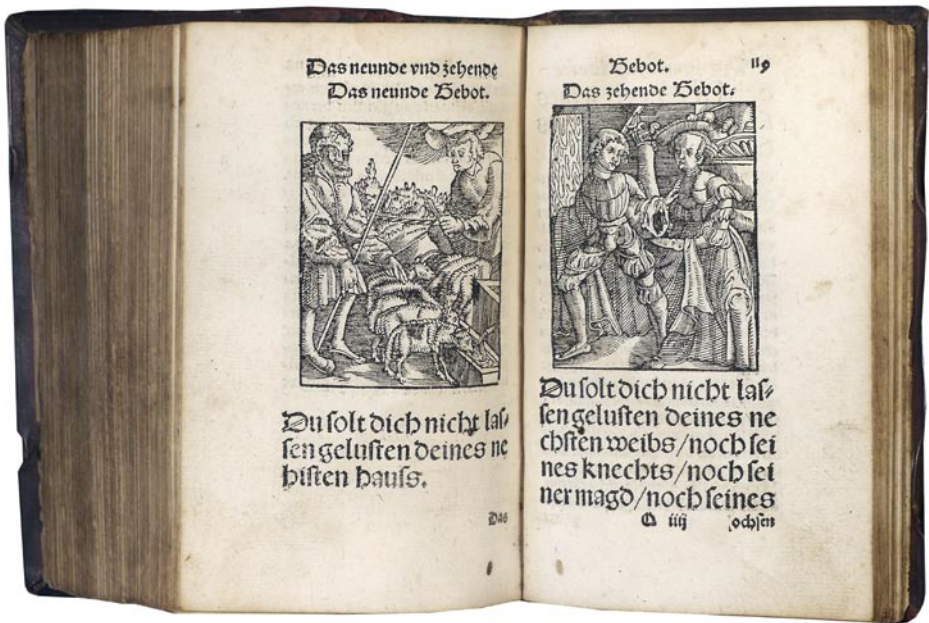 Das neunde vnd zehende
Das neunde Gebot.
Du solt dich nicht las⸗
sen gelusten deines ne
histen hauss.
Das
Gebot.
119
Das zehende Gebot.
Du solt dich nicht las⸗
sen gelusten deines ne
chsten weibs/noch sei
nes knechts/noch sei
ner magd/noch seines
Q iiij
ochsen